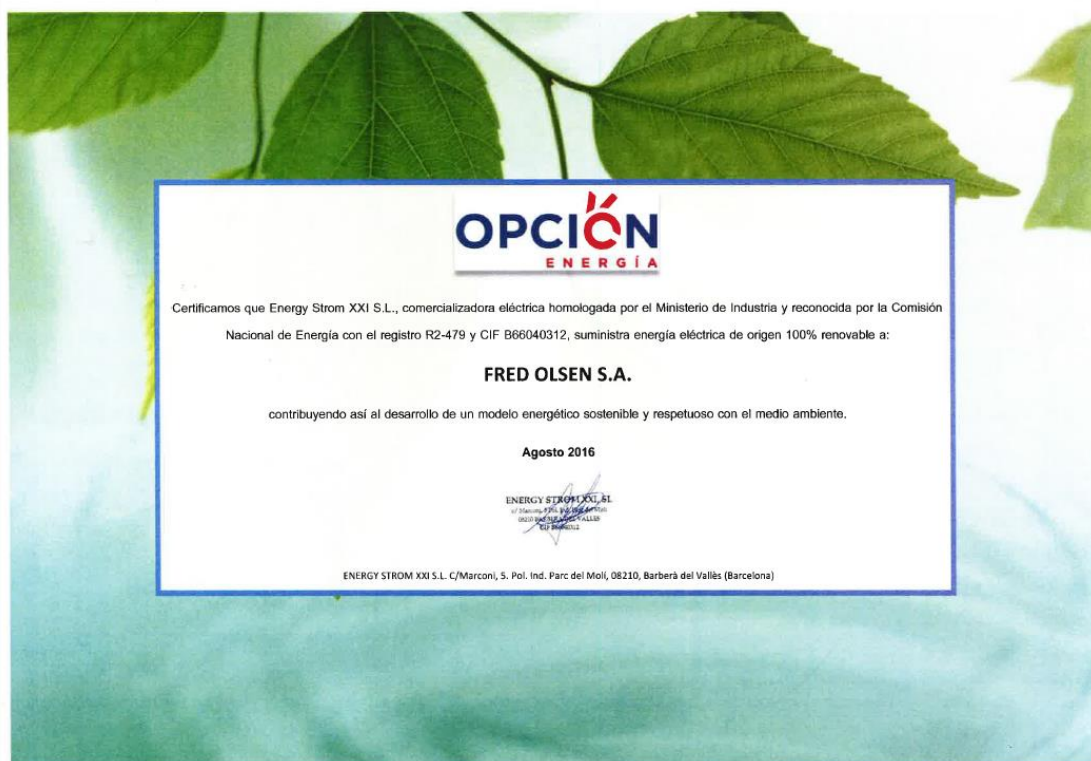 OPCIÓN
ENERGÍA
Certificamos que Energy Strom XXI S.L., comercializadora eléctrica homologada por el Ministerio de Industria y reconocida por la Comisión
Nacional de Energía con el registro R2-479 y CIF B66040312, suministra energía eléctrica de origen 100% renovable a:
FRED OLSEN S.A.
contribuyendo así al desarrollo de un modelo energético sostenible y respetuoso con el medio ambiente.
Agosto 2016
ENERGY STROM XXI, SL
ENERGY STROM XXI S.L. C/Marconi, 5. Pol. Ind. Parc del Molí, 08210, Barberà del Vallès (Barcelona)